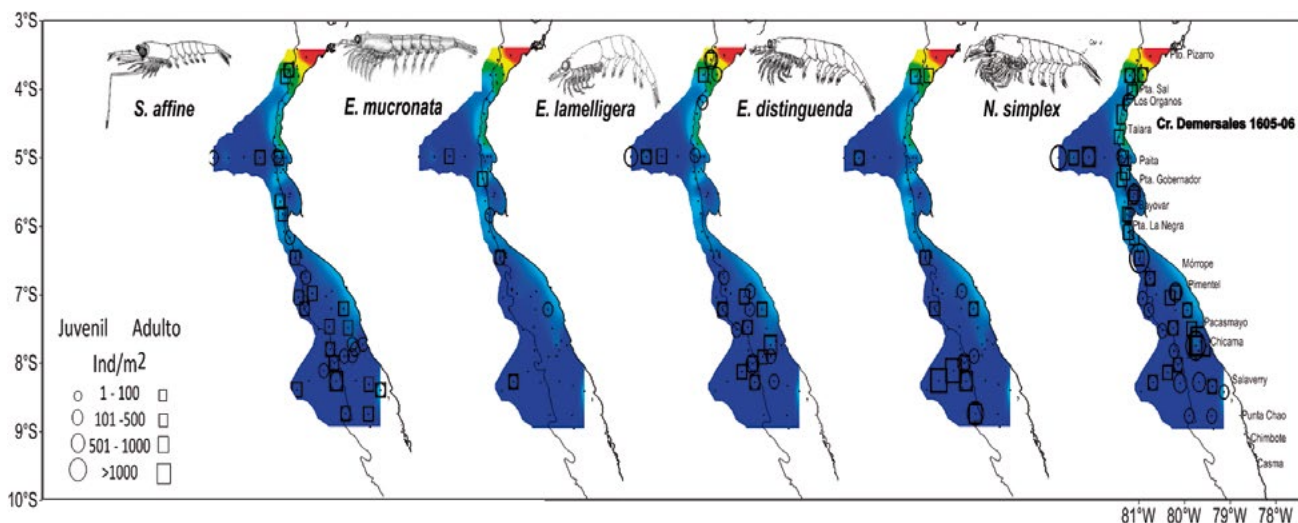 3°S
4°S
5°S
6°S
7°S
8°S
9°S
10°S
S. affine
E. mucronata
E. lamelligera
E. distinguenda
N. simplex
Cr. Demersales 1605-06
Pto. Pizarro
Pta. Sal
Los Organos
Talara
Paita
Pta. Gobernador
Pta. La Negra
Mórrope
Pimentel
Pacasmayo
Chicama
Salaverry
Punta Chao
Chimbote
Casma
Juvenil Adulto
Ind/m2
1 - 100
101 -500
501 - 1000
>1000
81°W 80°W 79°W 78°W